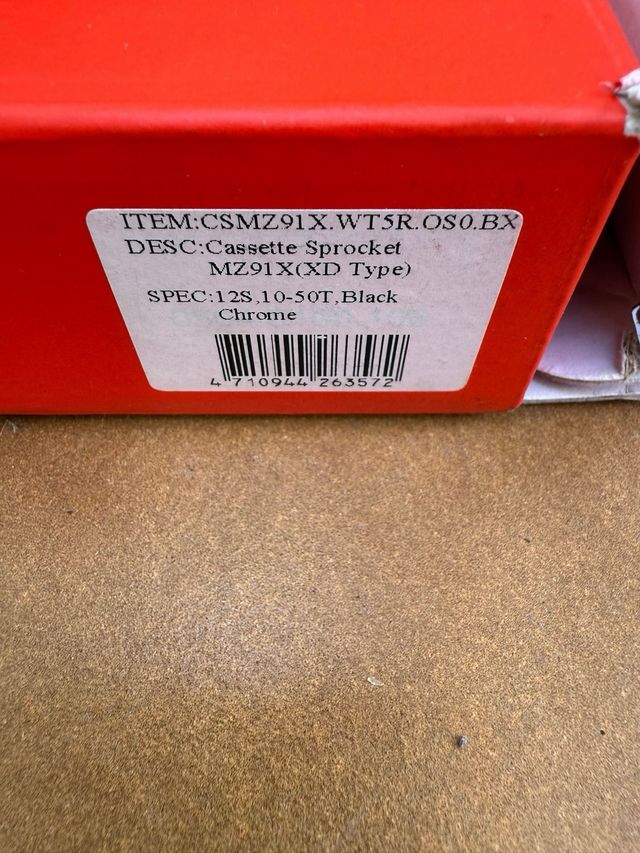 ITEM:CSMZ91X.WT5R.OS0.BX
DESC:Cassette Sprocket
MZ91X(XD Type)
SPEC:12S,10-50T,Black
Chrome
4 710944 263572